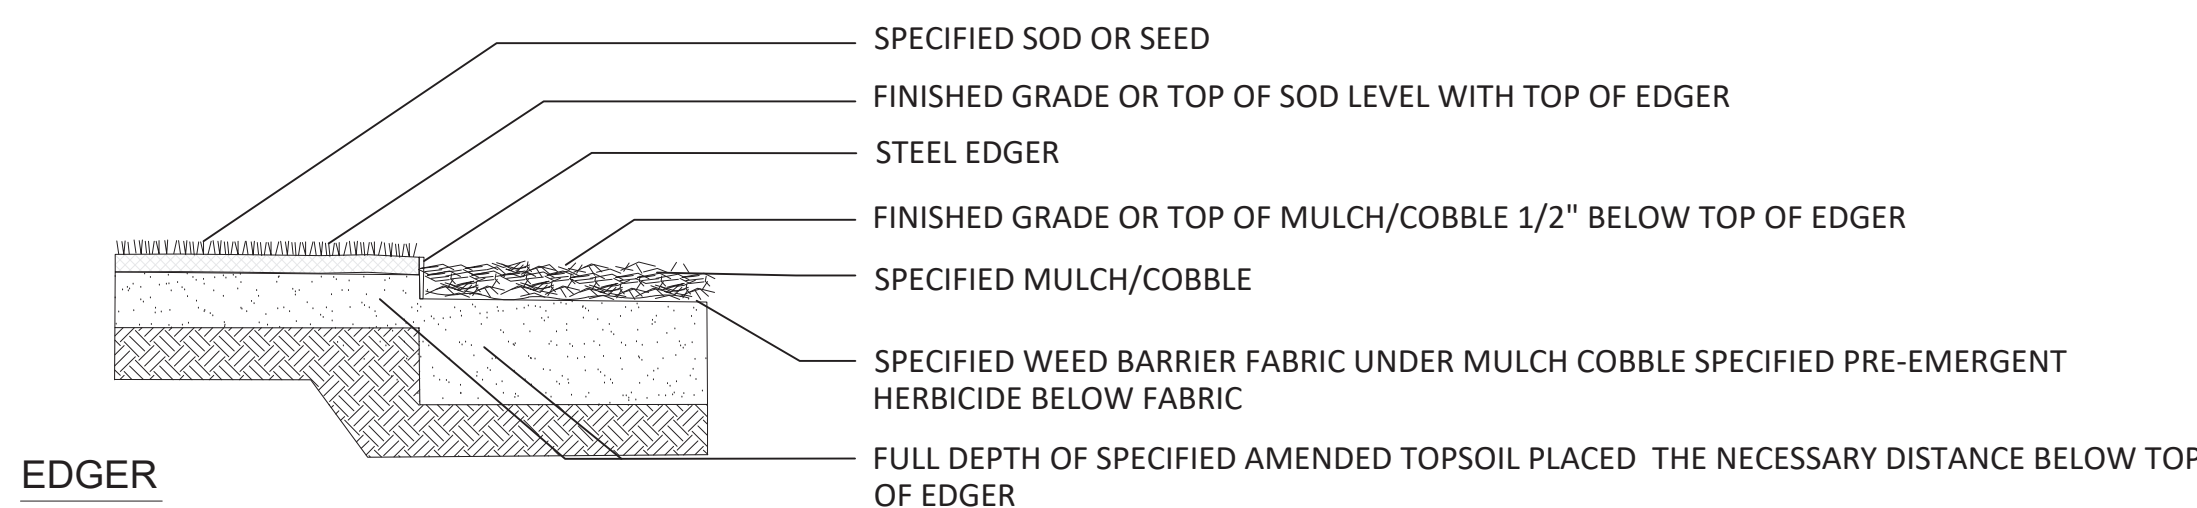 SPECIFIED SOD OR SEED
FINISHED GRADE OR TOP OF SOD LEVEL WITH TOP OF EDGER
STEEL EDGER
FINISHED GRADE OR TOP OF MULCH/COBBLE 1/2" BELOW TOP OF EDGER
SPECIFIED MULCH/COBBLE
SPECIFIED WEED BARRIER FABRIC UNDER MULCH COBBLE SPECIFIED PRE-EMERGENT
HERBICIDE BELOW FABRIC
FULL DEPTH OF SPECIFIED AMENDED TOPSOIL PLACED  THE NECESSARY DISTANCE BELOW TOP
OF EDGER
EDGER